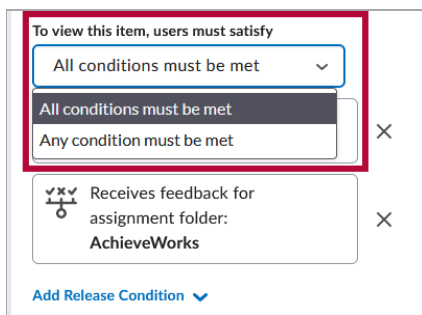 To view this item, users must satisfy
All conditions must be met
All conditions must be met
Any condition must be met
Receives feedback for
assignment folder:
AchieveWorks
Add Release Condition